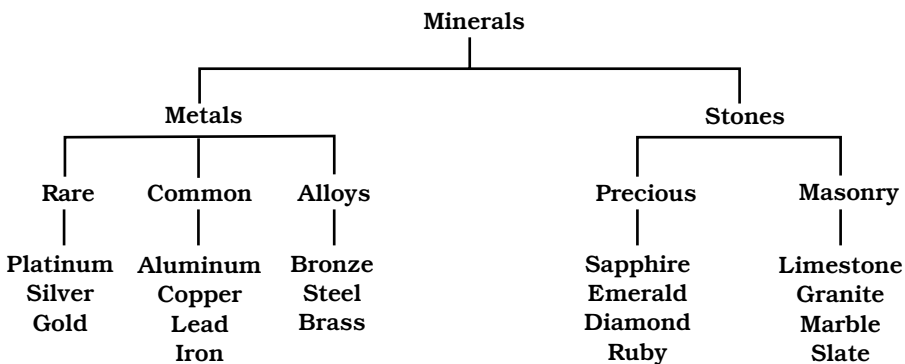 Minerals
Metals Stones
Rare Common Alloys Precious Masonry
Platinum Aluminum Bronze Sapphire Limestone
Silver Copper Steel Emerald Granite
Gold Lead Brass Diamond Marble
Iron Ruby Slate